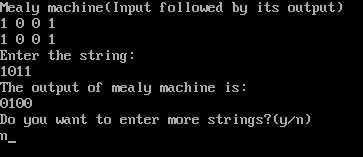 Mealy machine(Input followed by its output)
1 0 0 1
1 0 0 1
Enter the string:
1011
The output of mealy machine is:
0100
Do you want to enter more strings?(y/n)
n_